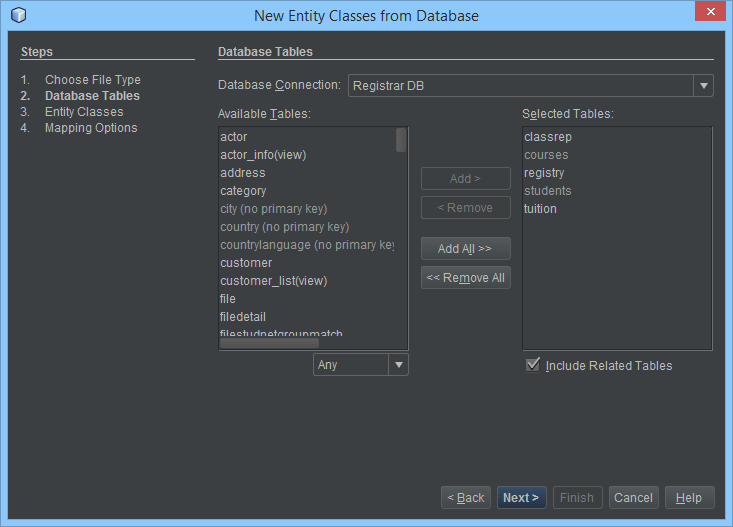 New Entity Classes from Database
Steps
1. Choose File Type
2. Database Tables
3. Entity Classes
4. Mapping Options
Database Tables
Database Connection: Registrar DB
Available Tables:
actor
actor_info(view)
address
category
city (no primary key)
country (no primary key)
countrylanguage (no primary key
customer
customer_list(view)
file
filedetail
filestudnetgroupmatch
Any
Add >
< Remove
Add All >>
<< Remove All
Selected Tables:
classrep
courses
registry
students
tuition
Include Related Tables
< Back
Next >
Finish
Cancel
Help